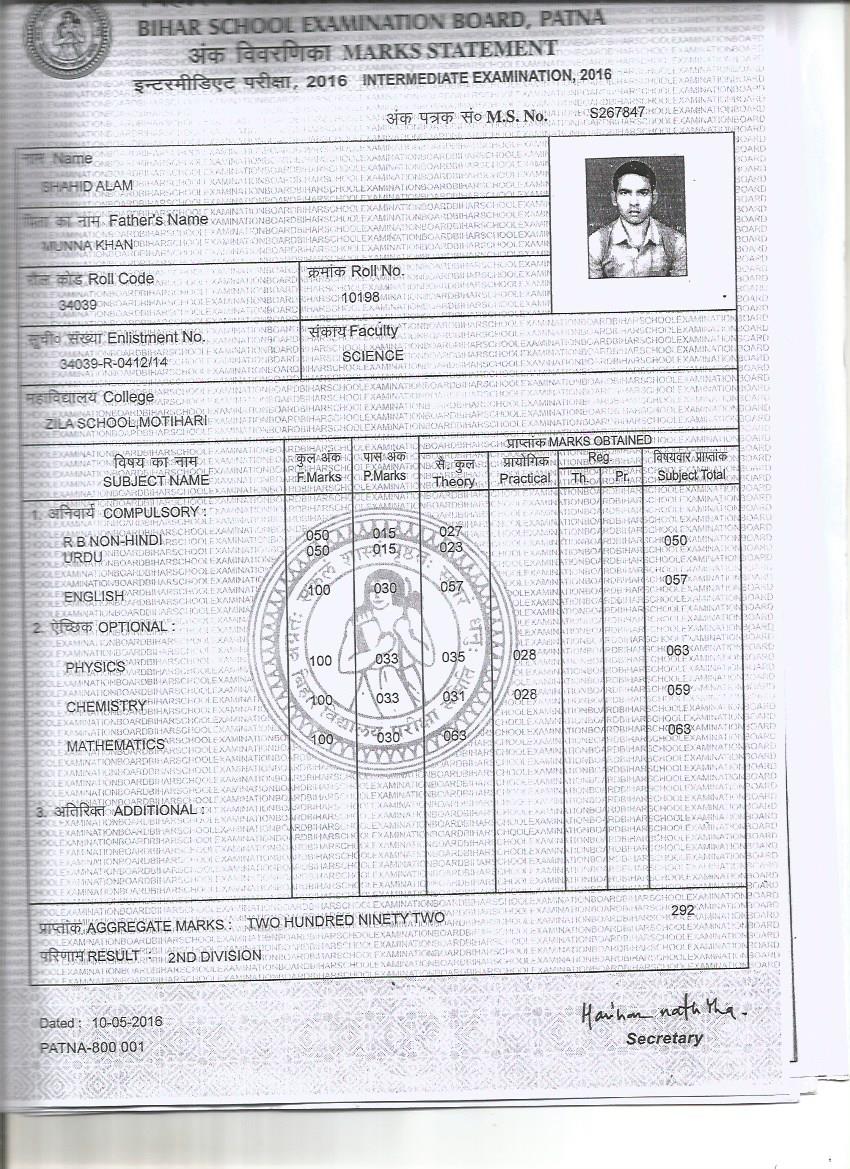 BIHAR SCHOOL EXAMINATION BOARD, PATNA
अंक विवरणिका MARKS STATEMENT
इन्टरमीडिएट परीक्षा, 2016 INTERMEDIATE EXAMINATION, 2016
अंक पत्रक सं० M.S. No. S267847
नाम Name
SHAHID ALAM
पिता का नाम Father's Name
MUNNA KHAN
रौल कोड Roll Code
34039
क्रमांक Roll No.
10198
सूची० संख्या Enlistment No.
34039-R-0412/14
संकाय Faculty
SCIENCE
महाविद्यालय College
ZILA SCHOOL,MOTIHARI
विषय का नाम SUBJECT NAME
कुल अंक F.Marks
पास अंक P.Marks
प्राप्तांक MARKS OBTAINED
सै. कुल Theory
प्रायोगिक Practical
Reg.
Th. Pr.
विषयवार प्राप्तांक Subject Total
1. अनिवार्य COMPULSORY :
R B NON-HINDI 050 015 027 050
URDU 050 015 023
ENGLISH 100 030 057 057
2. ऐच्छिक OPTIONAL :
PHYSICS 100 033 035 028 063
CHEMISTRY 100 033 031 028 059
MATHEMATICS 100 030 063 063
3. अतिरिक्त ADDITIONAL :
प्राप्तांक AGGREGATE MARKS : TWO HUNDRED NINETY TWO 292
परिणाम RESULT : 2ND DIVISION
Dated : 10-05-2016
PATNA-800 001
Secretary